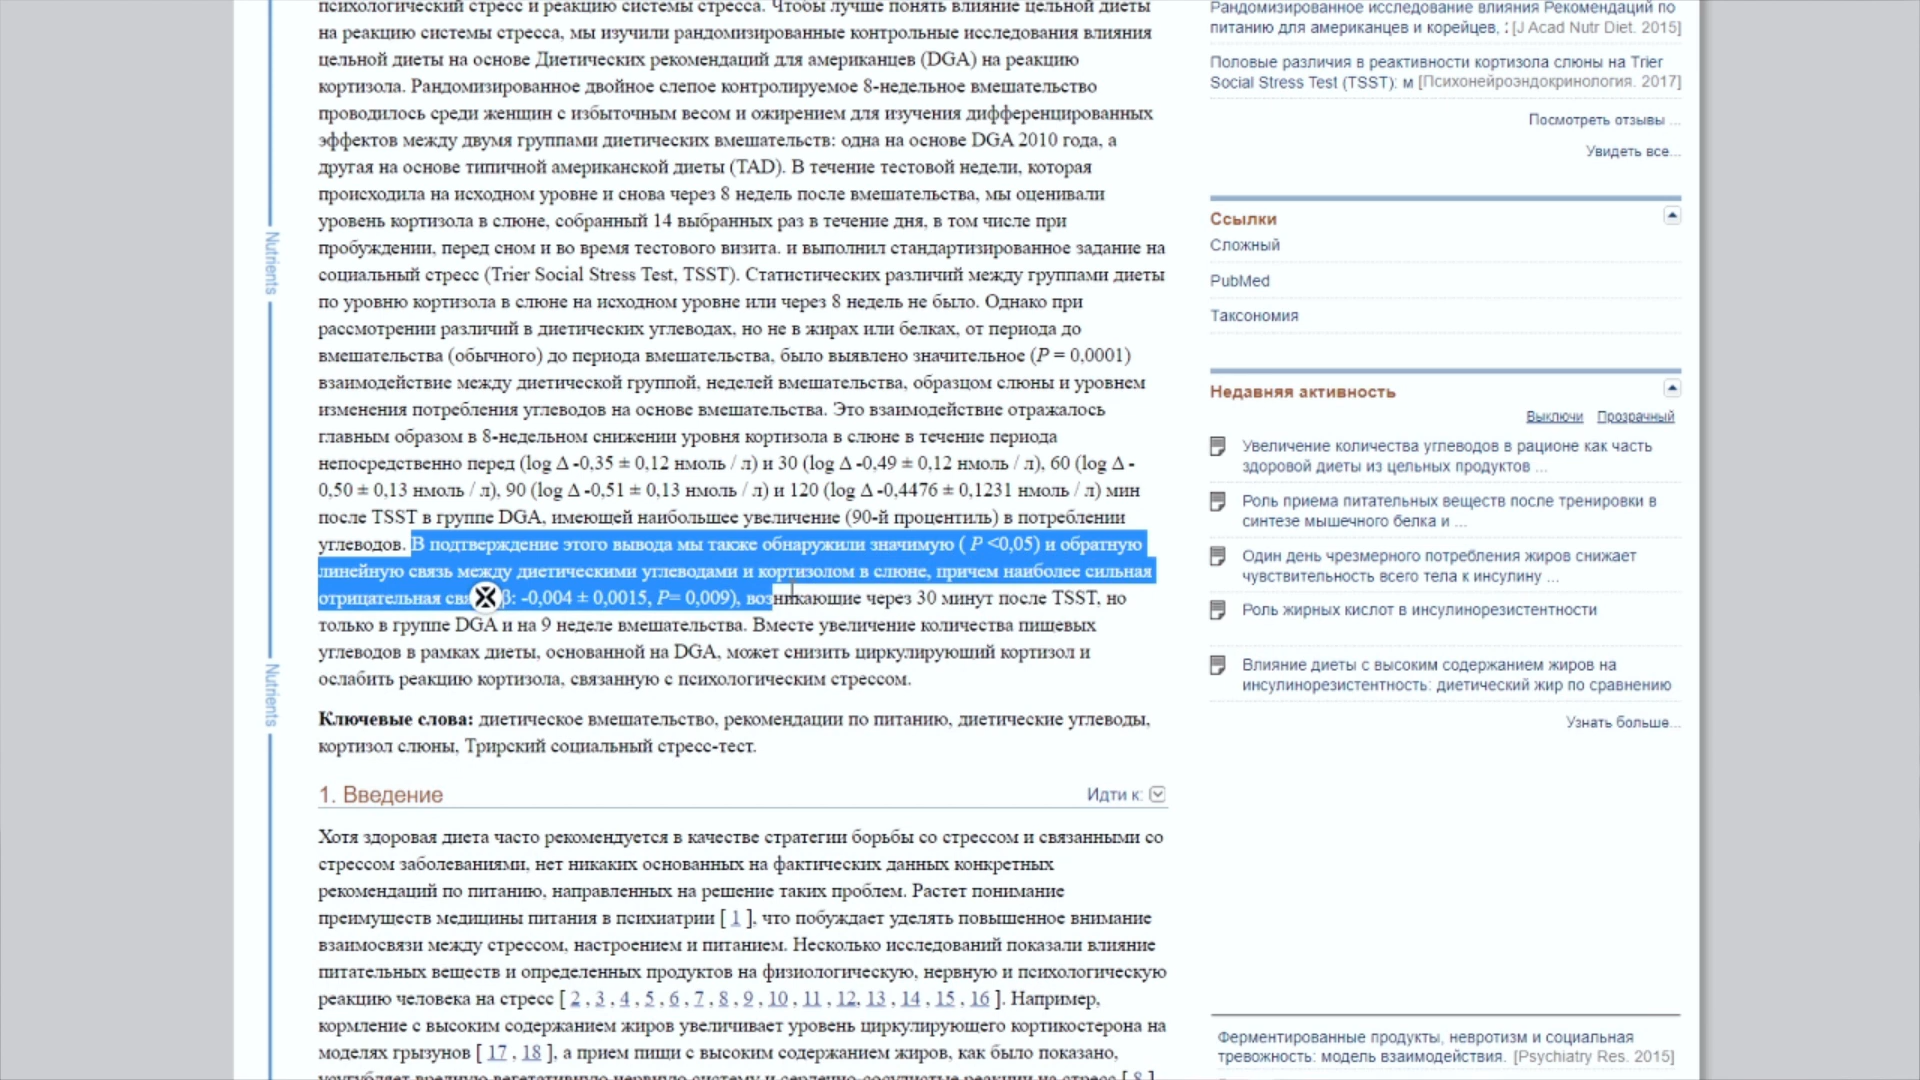 психологический стресс и реакцию системы стресса. Чтобы лучше понять влияние цельной диеты
на реакцию системы стресса, мы изучили рандомизированные контрольные исследования влияния
цельной диеты на основе Диетических рекомендаций для американцев (DGA) на реакцию
кортизола. Рандомизированное двойное слепое контролируемое 8-недельное вмешательство
проводилось среди женщин с избыточным весом и ожирением для изучения дифференцированных
эффектов между двумя группами диетических вмешательств: одна на основе DGA 2010 года, а
другая на основе типичной американской диеты (TAD). В течение тестовой недели, которая
происходила на исходном уровне и снова через 8 недель после вмешательства, мы оценивали
уровень кортизола в слюне, собранный 14 выбранных раз в течение дня, в том числе при
пробуждении, перед сном и во время тестового визита. и выполнил стандартизированное задание на
социальный стресс (Trier Social Stress Test, TSST). Статистических различий между группами диеты
по уровню кортизола в слюне на исходном уровне или через 8 недель не было. Однако при
рассмотрении различий в диетических углеводах, но не в жирах или белках, от периода до
вмешательства (обычного) до периода вмешательства, было выявлено значительное (P = 0,0001)
взаимодействие между диетической группой, неделей вмешательства, образцом слюны и уровнем
изменения потребления углеводов на основе вмешательства. Это взаимодействие отражалось
главным образом в 8-недельном снижении уровня кортизола в слюне в течение периода
непосредственно перед (log Δ -0,35 ± 0,12 нмоль / л) и 30 (log Δ -0,49 ± 0,12 нмоль / л), 60 (log Δ -
0,50 ± 0,13 нмоль / л), 90 (log Δ -0,51 ± 0,13 нмоль / л) и 120 (log Δ -0,4476 ± 0,1231 нмоль / л) мин
после TSST в группе DGA, имеющей наибольшее увеличение (90-й процентиль) в потреблении
углеводов. В подтверждение этого вывода мы также обнаружили значимую ( P <0,05) и обратную
линейную связь между диетическими углеводами и кортизолом в слюне, причем наиболее сильная
отрицательная β: -0,004 ± 0,0015, P= 0,009), возникающие через 30 минут после TSST, но
только в группе DGA и на 9 неделе вмешательства. Вместе увеличение количества пищевых
углеводов в рамках диеты, основанной на DGA, может снизить циркулирующий кортизол и
ослабить реакцию кортизола, связанную с психологическим стрессом.
Ключевые слова: диетическое вмешательство, рекомендации по питанию, диетические углеводы,
кортизол слюны, Трирский социальный стресс-тест.
1. Введение
Идти к:
Хотя здоровая диета часто рекомендуется в качестве стратегии борьбы со стрессом и связанными со
стрессом заболеваниями, нет никаких основанных на фактических данных конкретных
рекомендаций по питанию, направленных на решение таких проблем. Растет понимание
преимуществ медицины питания в психиатрии [ 1 ], что побуждает уделять повышенное внимание
взаимосвязи между стрессом, настроением и питанием. Несколько исследований показали влияние
питательных веществ и определенных продуктов на физиологическую, нервную и психологическую
реакцию человека на стресс [ 2 , 3 , 4 , 5 , 6 , 7 , 8 , 9 , 10 , 11 , 12, 13 , 14 , 15 , 16 ]. Например,
кормление с высоким содержанием жиров увеличивает уровень циркулирующего кортикостерона на
моделях грызунов [ 17 , 18 ], а прием пищи с высоким содержанием жиров, как было показано,
усугубляет вредную вегетативную нервную систему и сердечно-сосудистые реакции на стресс [ 8 ]
Nutrients
Nutrients
Рандомизированное исследование влияния Рекомендаций по
питанию для американцев и корейцев, [J Acad Nutr Diet. 2015]
Половые различия в реактивности кортизола слюны на Trier
Social Stress Test (TSST): м [Психонейроэндокринология. 2017]
Посмотреть отзывы ...
Увидеть все...
Ссылки
Сложный
PubMed
Таксономия
Недавняя активность
Выключи Прозрачный
Увеличение количества углеводов в рационе как часть
здоровой диеты из цельных продуктов ...
Роль приема питательных веществ после тренировки в
синтезе мышечного белка и ...
Один день чрезмерного потребления жиров снижает
чувствительность всего тела к инсулину ...
Роль жирных кислот в инсулинорезистентности
Влияние диеты с высоким содержанием жиров на
инсулинорезистентность: диетический жир по сравнению
Узнать больше...
Ферментированные продукты, невротизм и социальная
тревожность: модель взаимодействия. [Psychiatry Res. 2015]